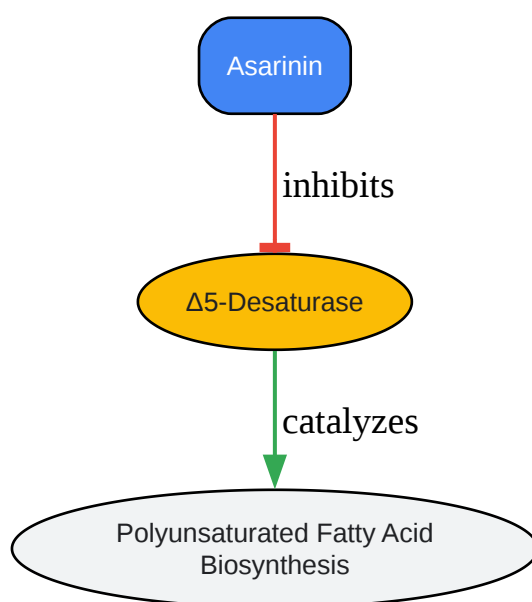 Asarinin
inhibits
Δ5-Desaturase
catalyzes
Polyunsaturated Fatty Acid
Biosynthesis